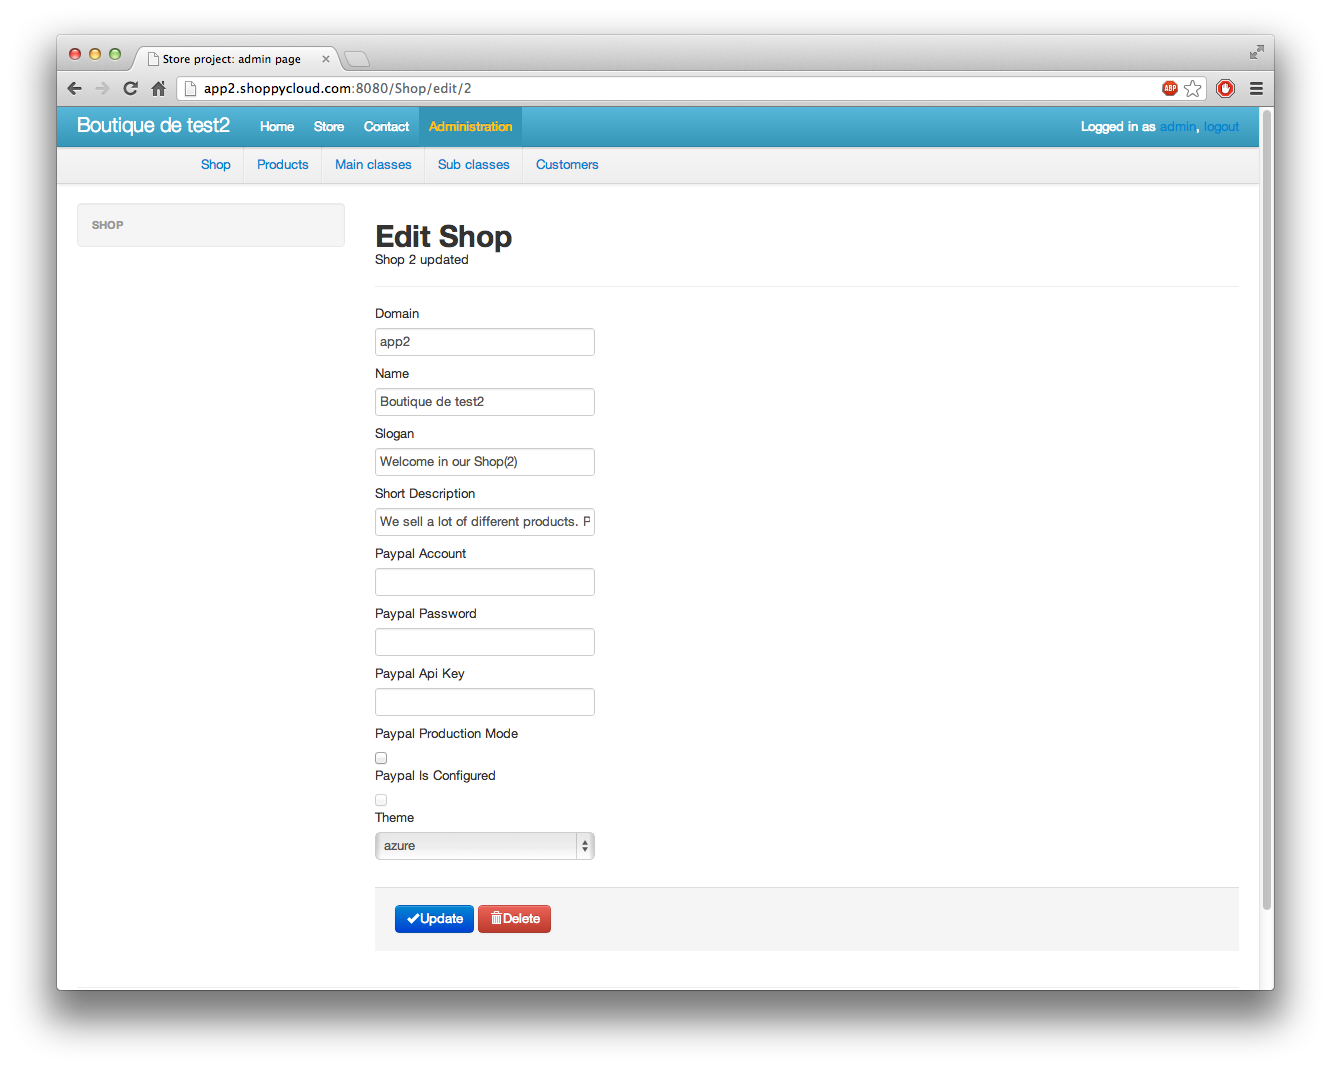 Store project: admin page
app2.shoppycloud.com:8080/Shop/edit/2
ABP
Boutique de test2 Home Store Contact Administration Logged in as admin, logout
Shop Products Main classes Sub classes Customers
SHOP
Edit Shop
Shop 2 updated
Domain
app2
Name
Boutique de test2
Slogan
Welcome in our Shop(2)
Short Description
We sell a lot of different products. P
Paypal Account
Paypal Password
Paypal Api Key
Paypal Production Mode
Paypal Is Configured
Theme
azure
Update Delete